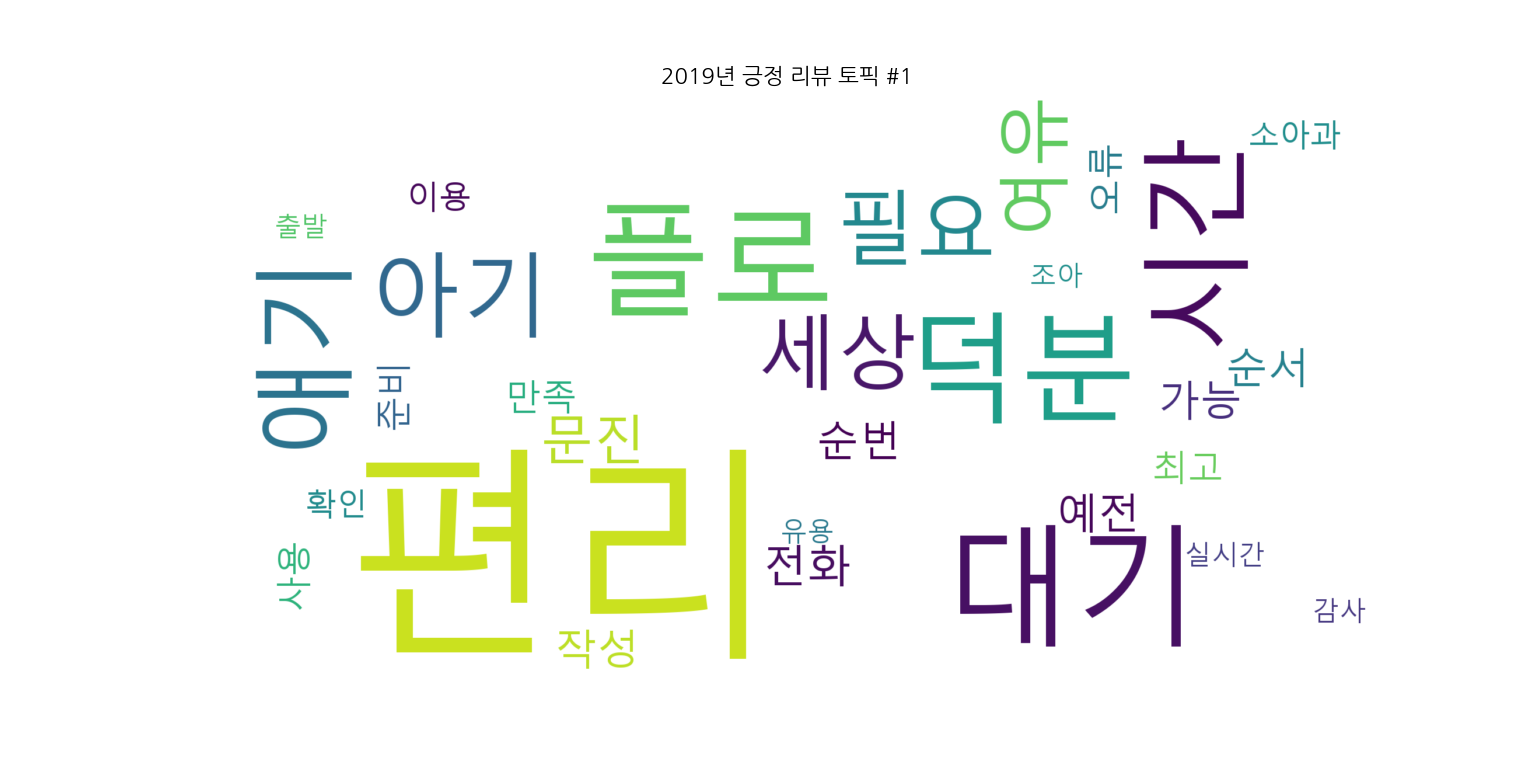 2019년 긍정 리뷰 토픽 #1
소아과
여유
오류
시간
이용
출발
플로
필요
조아
아기
애기
세상
덕분
순서
준비
만족
가능
문진
순번
최고
편리
확인
예전
유용
전화
대기
실시간
사용
감사
작성